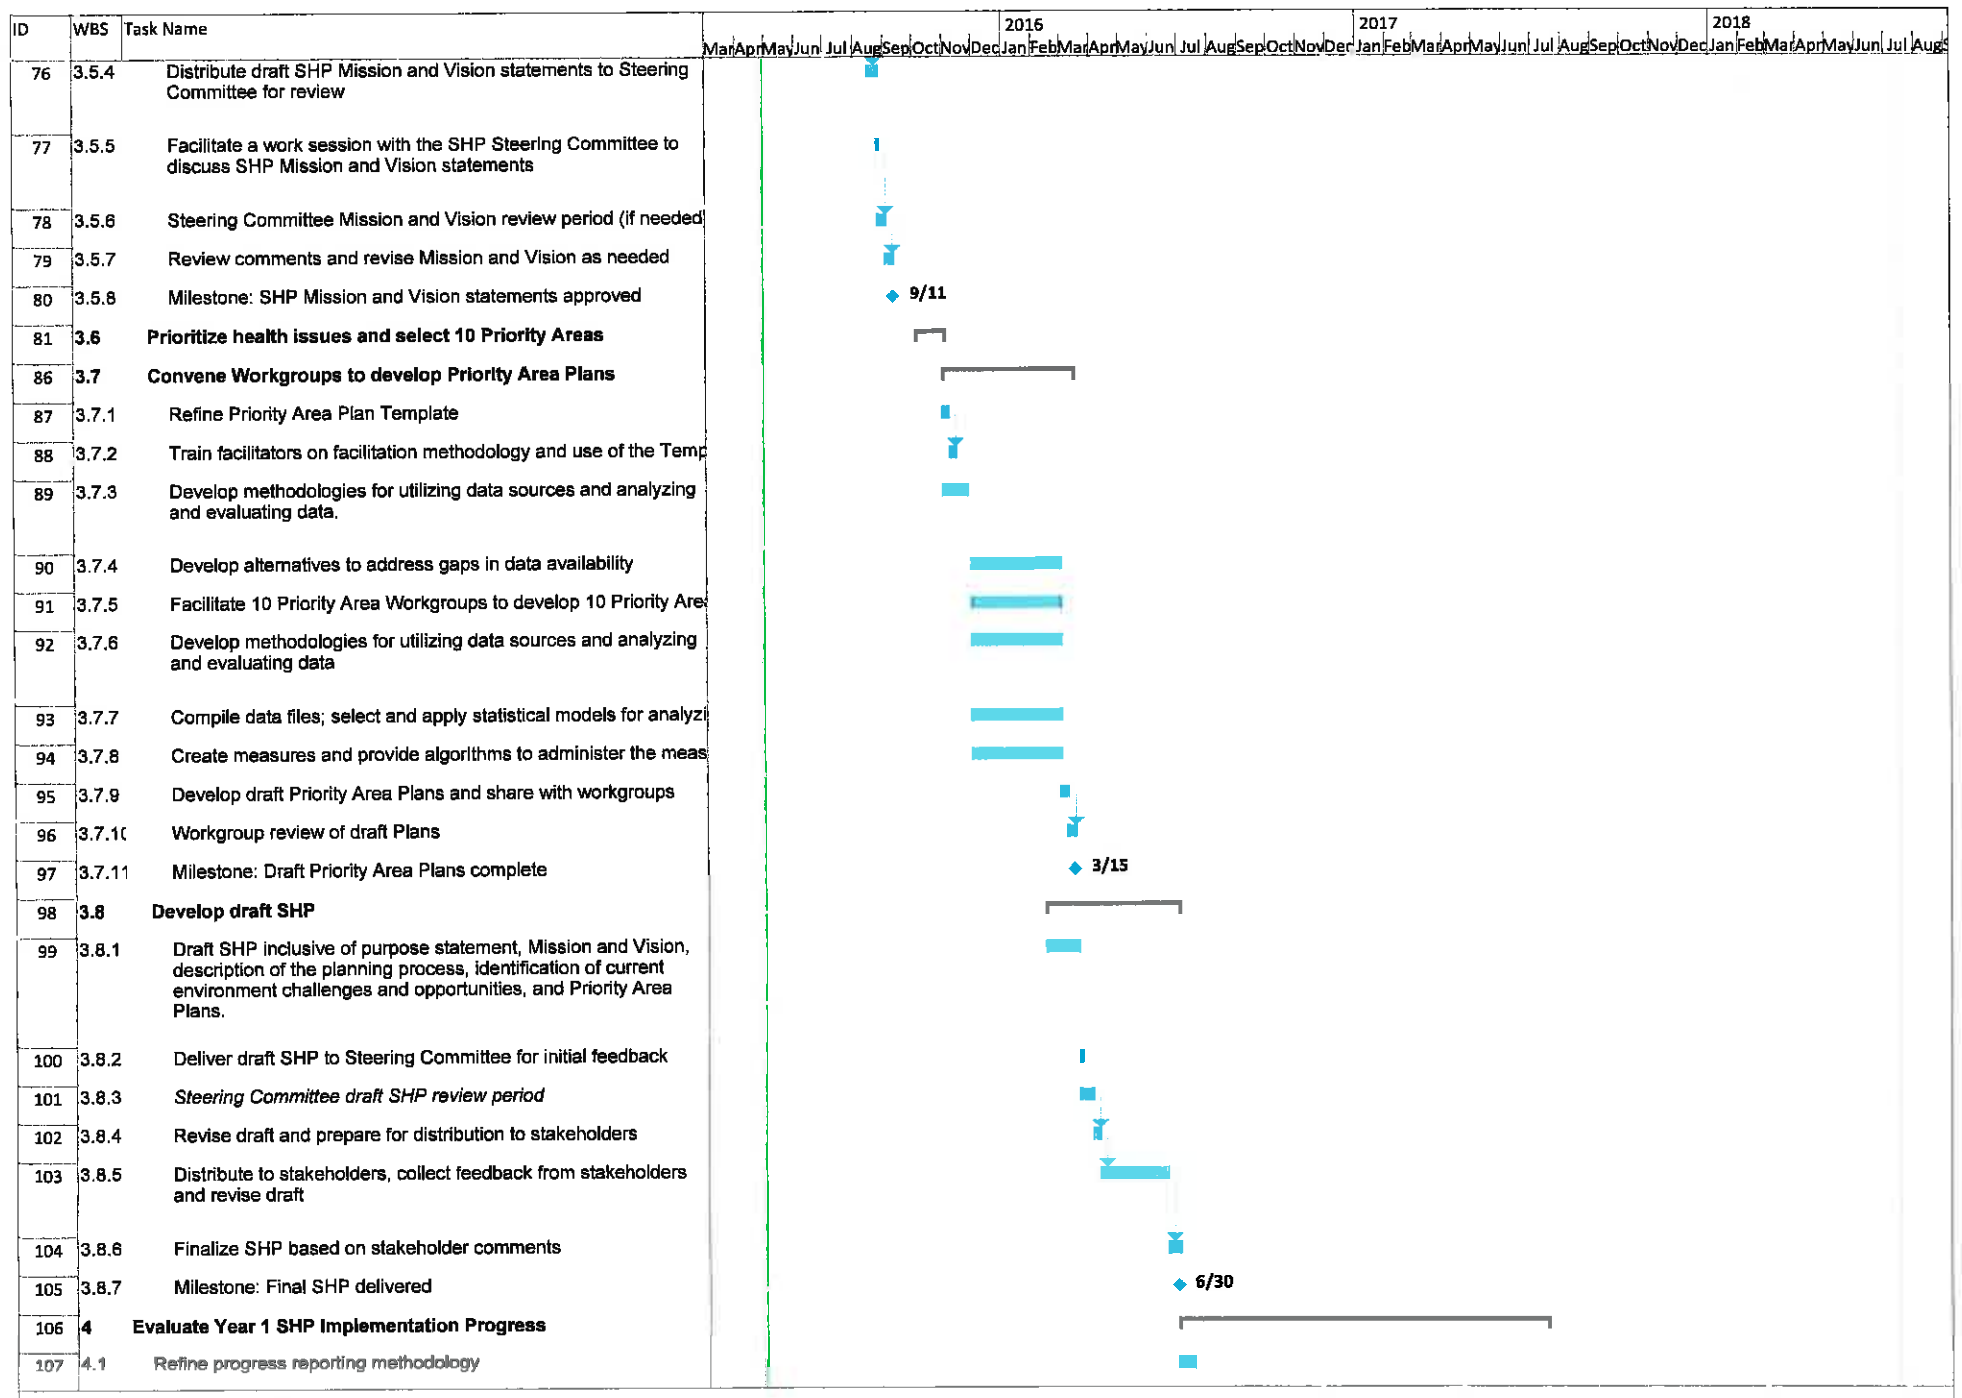 ID WBS Task Name 2016 2017 2018
Mar Apr May Jun Jul Aug Sep Oct Nov Dec Jan Feb Mar Apr May Jun Jul Aug Sep Oct Nov Dec Jan Feb Mar Apr May Jun Jul Aug Sep Oct Nov Dec Jan Feb Mar Apr May Jun Jul Aug S
76 3.5.4 Distribute draft SHP Mission and Vision statements to Steering
Committee for review
77 3.5.5 Facilitate a work session with the SHP Steering Committee to
discuss SHP Mission and Vision statements
78 3.5.6 Steering Committee Mission and Vision review period (if needed
79 3.5.7 Review comments and revise Mission and Vision as needed
80 3.5.8 Milestone: SHP Mission and Vision statements approved 9/11
81 3.6 Prioritize health issues and select 10 Priority Areas
86 3.7 Convene Workgroups to develop Priority Area Plans
87 3.7.1 Refine Priority Area Plan Template
88 3.7.2 Train facilitators on facilitation methodology and use of the Temp
89 3.7.3 Develop methodologies for utilizing data sources and analyzing
and evaluating data.
90 3.7.4 Develop alternatives to address gaps in data availability
91 3.7.5 Facilitate 10 Priority Area Workgroups to develop 10 Priority Are
92 3.7.6 Develop methodologies for utilizing data sources and analyzing
and evaluating data
93 3.7.7 Compile data files; select and apply statistical models for analyzi
94 3.7.8 Create measures and provide algorithms to administer the meas
95 3.7.9 Develop draft Priority Area Plans and share with workgroups
96 3.7.10 Workgroup review of draft Plans
97 3.7.11 Milestone: Draft Priority Area Plans complete 3/15
98 3.8 Develop draft SHP
99 3.8.1 Draft SHP inclusive of purpose statement, Mission and Vision,
description of the planning process, identification of current
environment challenges and opportunities, and Priority Area
Plans.
100 3.8.2 Deliver draft SHP to Steering Committee for initial feedback
101 3.8.3 Steering Committee draft SHP review period
102 3.8.4 Revise draft and prepare for distribution to stakeholders
103 3.8.5 Distribute to stakeholders, collect feedback from stakeholders
and revise draft
104 3.8.6 Finalize SHP based on stakeholder comments
105 3.8.7 Milestone: Final SHP delivered 6/30
106 4 Evaluate Year 1 SHP Implementation Progress
107 4.1 Refine progress reporting methodology